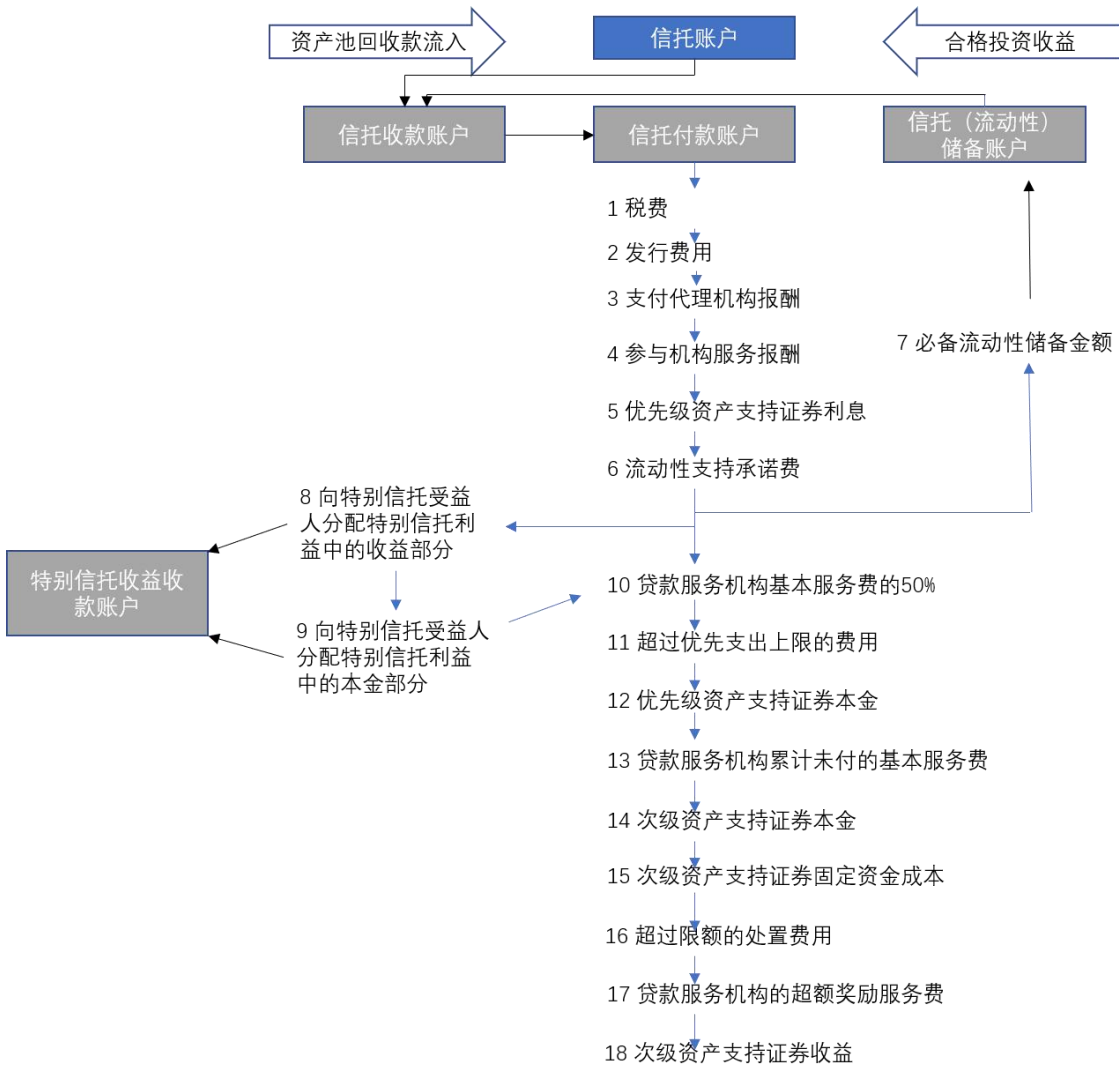 资产池回收款流入
信托账户
合格投资收益
信托收款账户
信托付款账户
信托（流动性）
储备账户
1 税费
2 发行费用
3 支付代理机构报酬
4 参与机构服务报酬
7 必备流动性储备金额
5 优先级资产支持证券利息
6 流动性支持承诺费
8 向特别信托受益
人分配特别信托利
益中的收益部分
特别信托收益收
款账户
9 向特别信托受益人
分配特别信托利益
中的本金部分
10 贷款服务机构基本服务费的50%
11 超过优先支出上限的费用
12 优先级资产支持证券本金
13 贷款服务机构累计未付的基本服务费
14 次级资产支持证券本金
15 次级资产支持证券固定资金成本
16 超过限额的处置费用
17 贷款服务机构的超额奖励服务费
18 次级资产支持证券收益